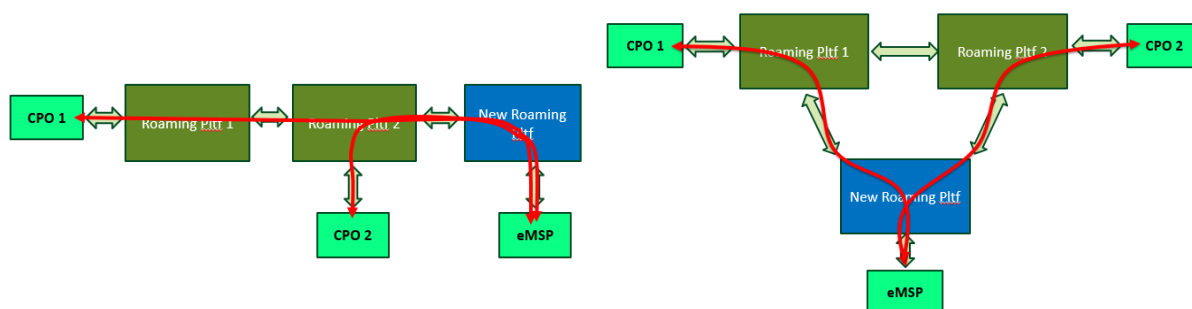 CPO 1
Roaming Pltf 1
Roaming Pltf 2
New Roaming
Pltf
CPO 2
eMSP
CPO 1
Roaming Pltf 1
Roaming Pltf 2
CPO 2
New Roaming Pltf
eMSP